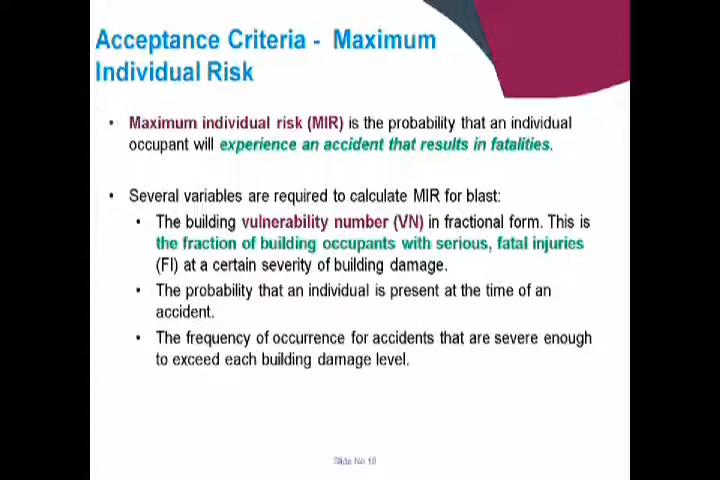 Acceptance Criteria - Maximum
Individual Risk
• Maximum individual risk (MIR) is the probability that an individual
occupant will experience an accident that results in fatalities.
• Several variables are required to calculate MIR for blast:
• The building vulnerability number (VN) in fractional form. This is
the fraction of building occupants with serious, fatal injuries
(FI) at a certain severity of building damage.
• The probability that an individual is present at the time of an
accident.
• The frequency of occurrence for accidents that are severe enough
to exceed each building damage level.
Slide No 18